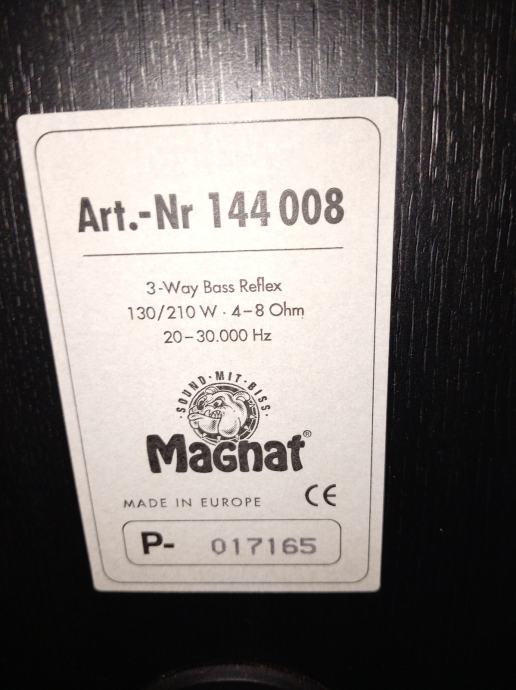 Art.-Nr 144 008
3-Way Bass Reflex
130/210 W · 4–8 Ohm
20–30.000 Hz
·SOUND·MIT·BISS·
Magnat®
MADE IN EUROPE CE
P- 017165